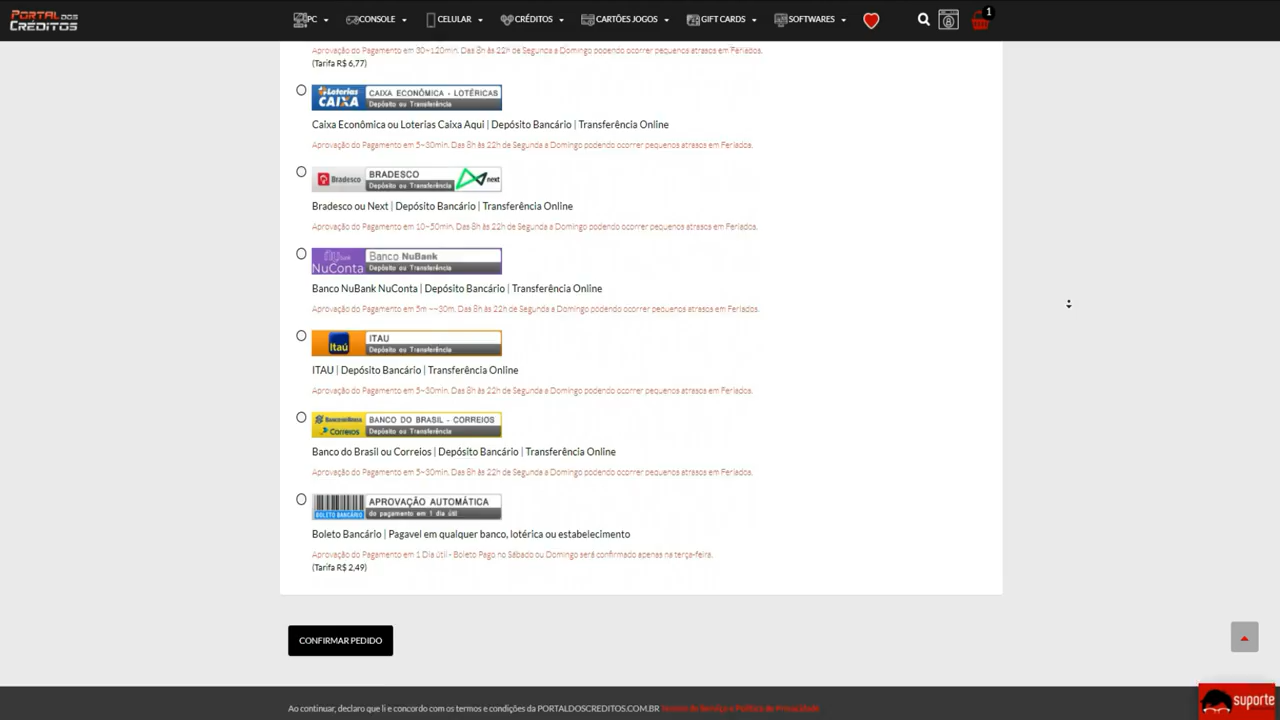 PORTAL DOS CRÉDITOS
PC
CONSOLE
CELULAR
CRÉDITOS
CARTÕES JOGOS
GIFT CARDS
SOFTWARES
1
Aprovação do Pagamento em 30~120min. Das 8h às 22h de Segunda a Domingo podendo ocorrer pequenos atrasos em Feriados.
(Tarifa R$ 6,77)
Loterias CAIXA
CAIXA ECONÔMICA - LOTÉRICAS
Depósito ou Transferência
Caixa Econômica ou Loterias Caixa Aqui | Depósito Bancário | Transferência Online
Aprovação do Pagamento em 5~30min. Das 8h às 22h de Segunda a Domingo podendo ocorrer pequenos atrasos em Feriados.
Bradesco
BRADESCO
Depósito ou Transferência
next
Bradesco ou Next | Depósito Bancário | Transferência Online
Aprovação do Pagamento em 10~50min. Das 8h às 22h de Segunda a Domingo podendo ocorrer pequenos atrasos em Feriados.
NuConta
Banco NuBank
Depósito ou Transferência
Banco NuBank NuConta | Depósito Bancário | Transferência Online
Aprovação do Pagamento em 5m ~~30m. Das 8h às 22h de Segunda a Domingo podendo ocorrer pequenos atrasos em Feriados.
Itaú
ITAU
Depósito ou Transferência
ITAU | Depósito Bancário | Transferência Online
Aprovação do Pagamento em 5~30min. Das 8h às 22h de Segunda a Domingo podendo ocorrer pequenos atrasos em Feriados.
Correios
BANCO DO BRASIL - CORREIOS
Depósito ou Transferência
Banco do Brasil ou Correios | Depósito Bancário | Transferência Online
Aprovação do Pagamento em 5~30min. Das 8h às 22h de Segunda a Domingo podendo ocorrer pequenos atrasos em Feriados.
BOLETO BANCÁRIO
APROVAÇÃO AUTOMÁTICA
do pagamento em 1 dia útil
Boleto Bancário | Pagavel em qualquer banco, lotérica ou estabelecimento
Aprovação do Pagamento em 1 Dia útil - Boleto Pago no Sábado ou Domingo será confirmado apenas na terça-feira.
(Tarifa R$ 2,49)
CONFIRMAR PEDIDO
suporte
Ao continuar, declaro que li e concordo com os termos e condições da PORTALDOSCREDITOS.COM.BR Termos de Serviço e Política de Privacidade